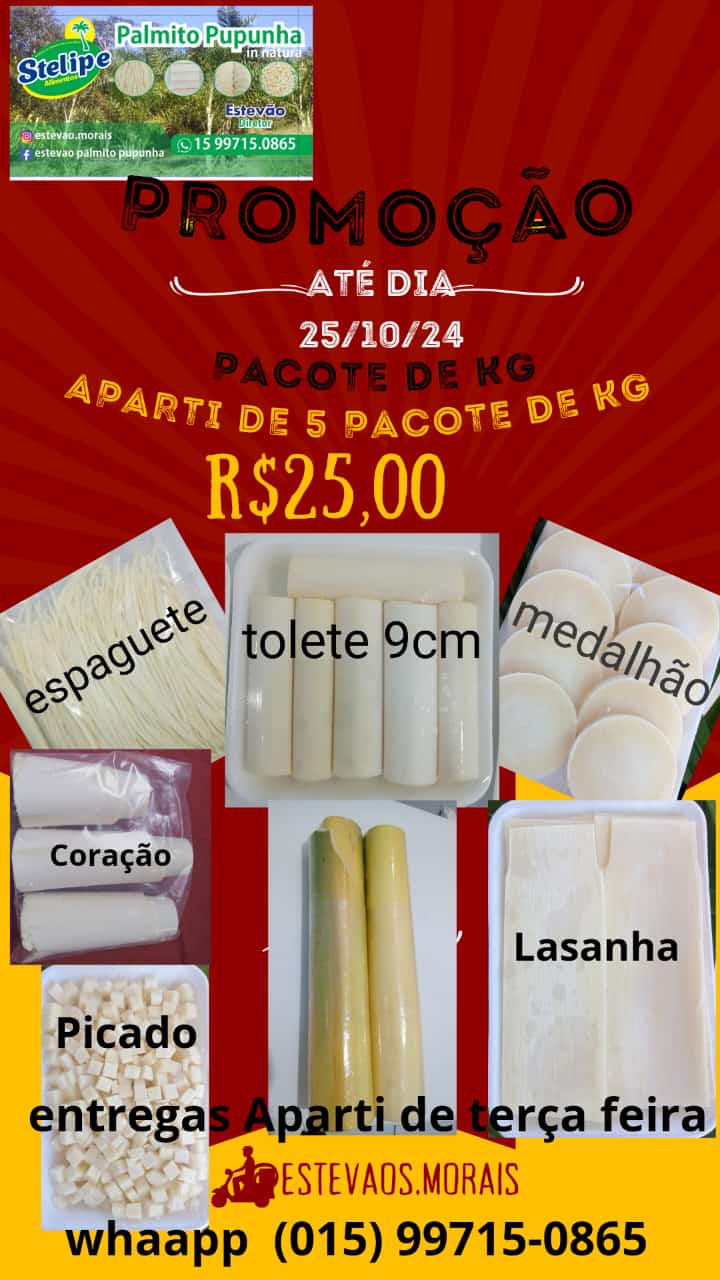 Stelipe
Alimentos
Palmito Pupunha
in natura
Estevão
Diretor
estevao.morais
estevao palmito pupunha
15 99715.0865
PROMOÇÃO
ATÉ DIA
25/10/24
PACOTE DE KG
APARTI DE 5 PACOTE DE KG
R$25,00
espaguete
tolete 9cm
medalhão
Coração
Lasanha
Picado
entregas Aparti de terça feira
ESTEVAOS.MORAIS
whaapp (015) 99715-0865